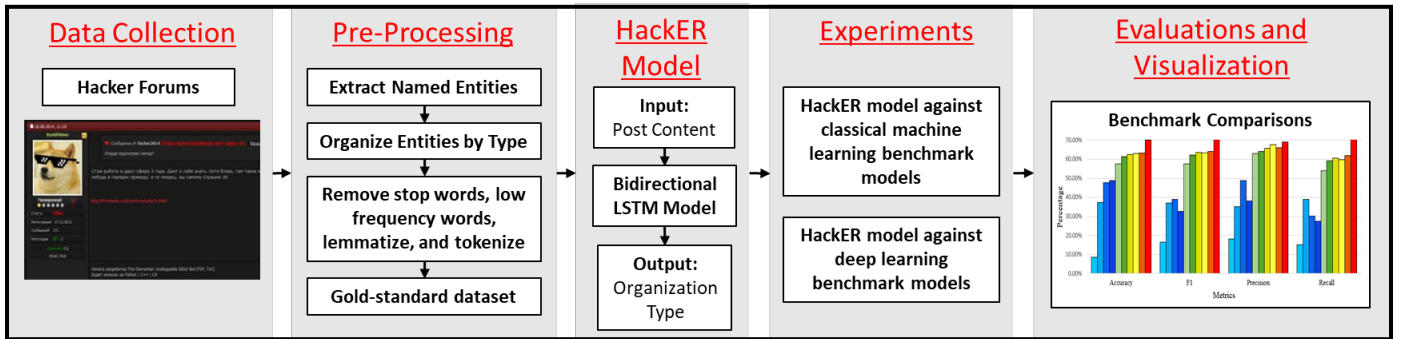 Data Collection
Hacker Forums
Pre-Processing
Extract Named Entities
Organize Entities by Type
Remove stop words, low
frequency words,
lemmatize, and tokenize
Gold-standard dataset
HackER
Model
Input:
Post Content
Bidirectional
LSTM Model
Output:
Organization
Type
Experiments
HackER model against
classical machine
learning benchmark
models
HackER model against
deep learning
benchmark models
Evaluations and
Visualization
Benchmark Comparisons
Percentage
70.00%
60.00%
50.00%
40.00%
30.00%
20.00%
10.00%
0.00%
Accuracy
F1
Precision
Recall
Metrics